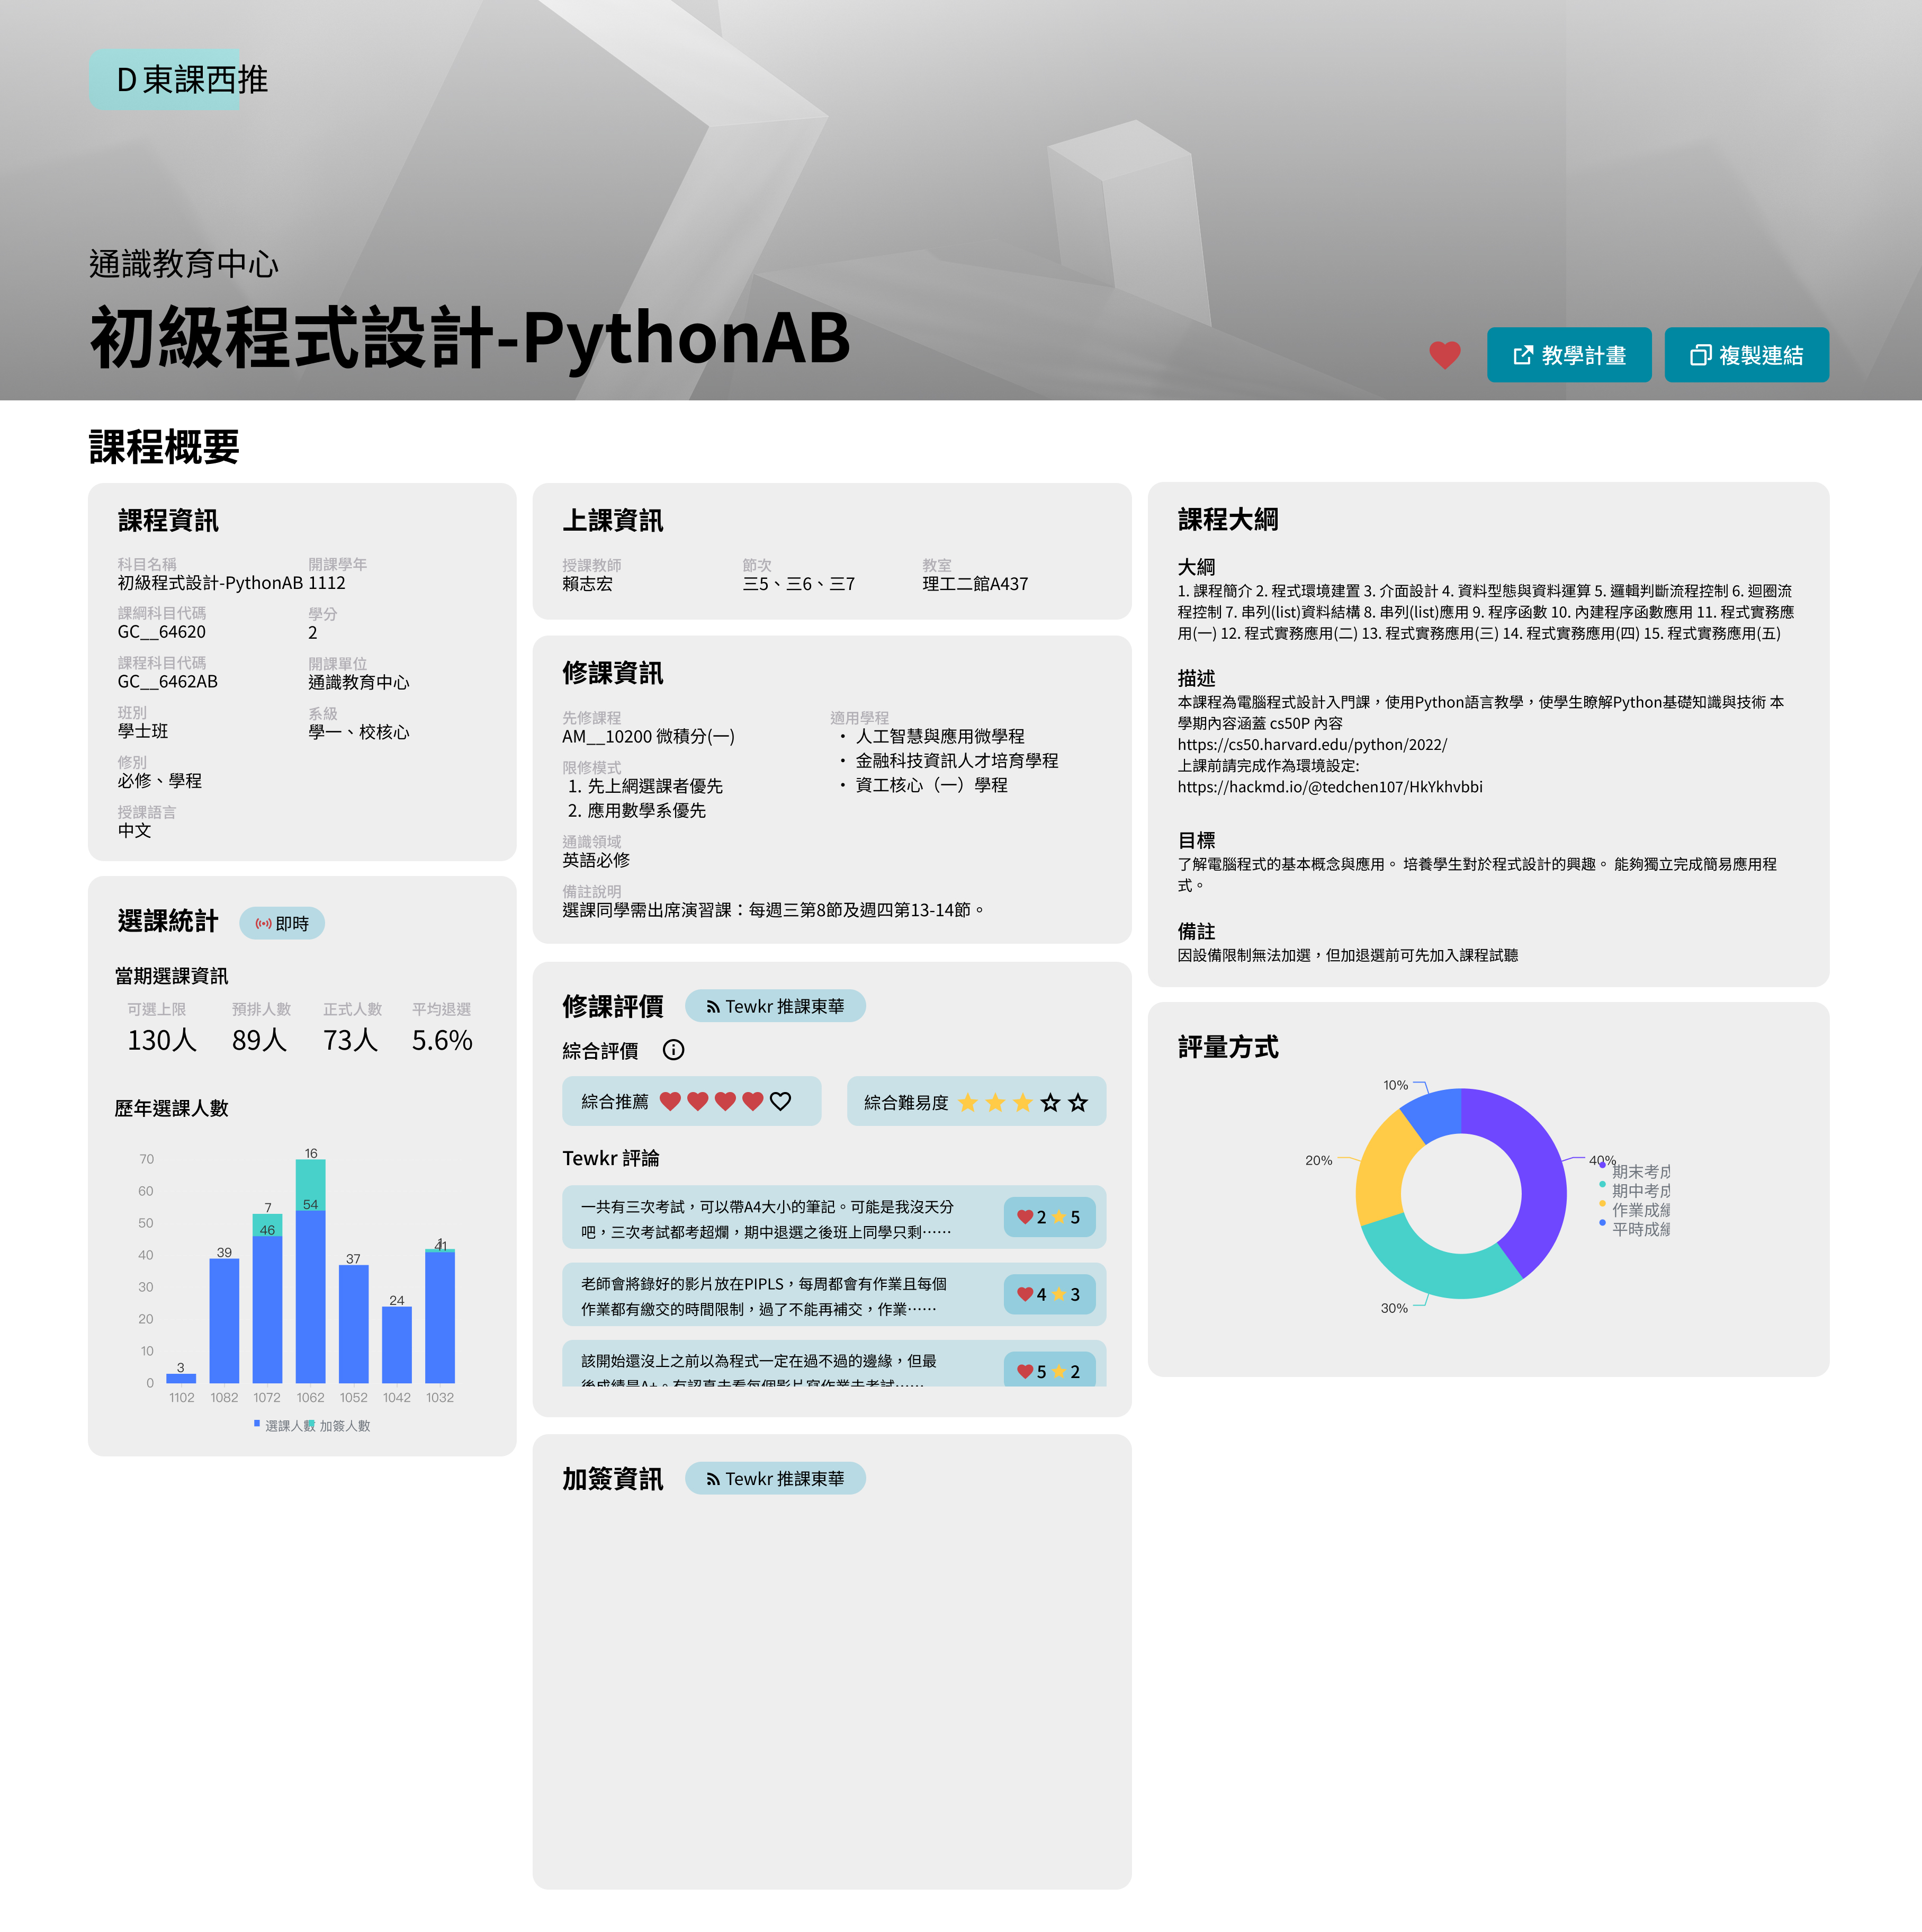 D 東課西推
通識教育中心
初級程式設計-PythonAB
教學計畫
複製連結
課程概要
課程資訊
科目名稱
初級程式設計-PythonAB
開課學年
1112
課綱科目代碼
GC__64620
學分
2
課程科目代碼
GC__6462AB
開課單位
通識教育中心
班別
學士班
系級
學一、校核心
修別
必修、學程
授課語言
中文
選課統計
即時
當期選課資訊
可選上限
130人
預排人數
89人
正式人數
73人
平均退選
5.6%
歷年選課人數
70
60
50
40
30
20
10
0
3
39
7
46
16
54
37
24
1
41
1102 1082 1072 1062 1052 1042 1032
選課人數 加簽人數
上課資訊
授課教師
賴志宏
節次
三5、三6、三7
教室
理工二館A437
修課資訊
先修課程
AM__10200 微積分(一)
限修模式
1. 先上網選課者優先
2. 應用數學系優先
通識領域
英語必修
備註說明
選課同學需出席演習課：每週三第8節及週四第13-14節。
適用學程
• 人工智慧與應用微學程
• 金融科技資訊人才培育學程
• 資工核心（一）學程
修課評價
Tewkr 推課東華
綜合評價
綜合推薦
綜合難易度
Tewkr 評論
一共有三次考試，可以帶A4大小的筆記。可能是我沒天分
吧，三次考試都考超爛，期中退選之後班上同學只剩⋯⋯
2 5
老師會將錄好的影片放在PIPLS，每周都會有作業且每個
作業都有繳交的時間限制，過了不能再補交，作業⋯⋯
4 3
該開始還沒上之前以為程式一定在過不過的邊緣，但最
後成績是A+。有認真去看每個影片寫作業去考試⋯⋯
5 2
加簽資訊
Tewkr 推課東華
課程大綱
大綱
1. 課程簡介 2. 程式環境建置 3. 介面設計 4. 資料型態與資料運算 5. 邏輯判斷流程控制 6. 迴圈流
程控制 7. 串列(list)資料結構 8. 串列(list)應用 9. 程序函數 10. 內建程序函數應用 11. 程式實務應
用(一) 12. 程式實務應用(二) 13. 程式實務應用(三) 14. 程式實務應用(四) 15. 程式實務應用(五)
描述
本課程為電腦程式設計入門課，使用Python語言教學，使學生瞭解Python基礎知識與技術 本
學期內容涵蓋 cs50P 內容
https://cs50.harvard.edu/python/2022/
上課前請完成作為環境設定:
https://hackmd.io/@tedchen107/HkYkhvbbi
目標
了解電腦程式的基本概念與應用。 培養學生對於程式設計的興趣。 能夠獨立完成簡易應用程
式。
備註
因設備限制無法加選，但加退選前可先加入課程試聽
評量方式
10%
20%
40%
30%
期末考成
期中考成
作業成績
平時成績